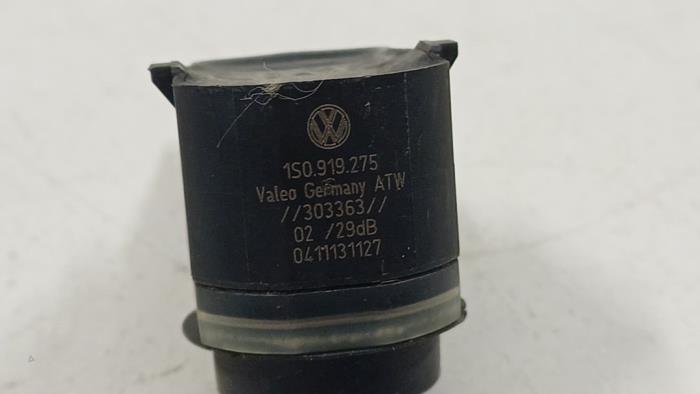 1S0.919.275
Valeo Germany ATW
//303363//
02 /29dB
0411131127